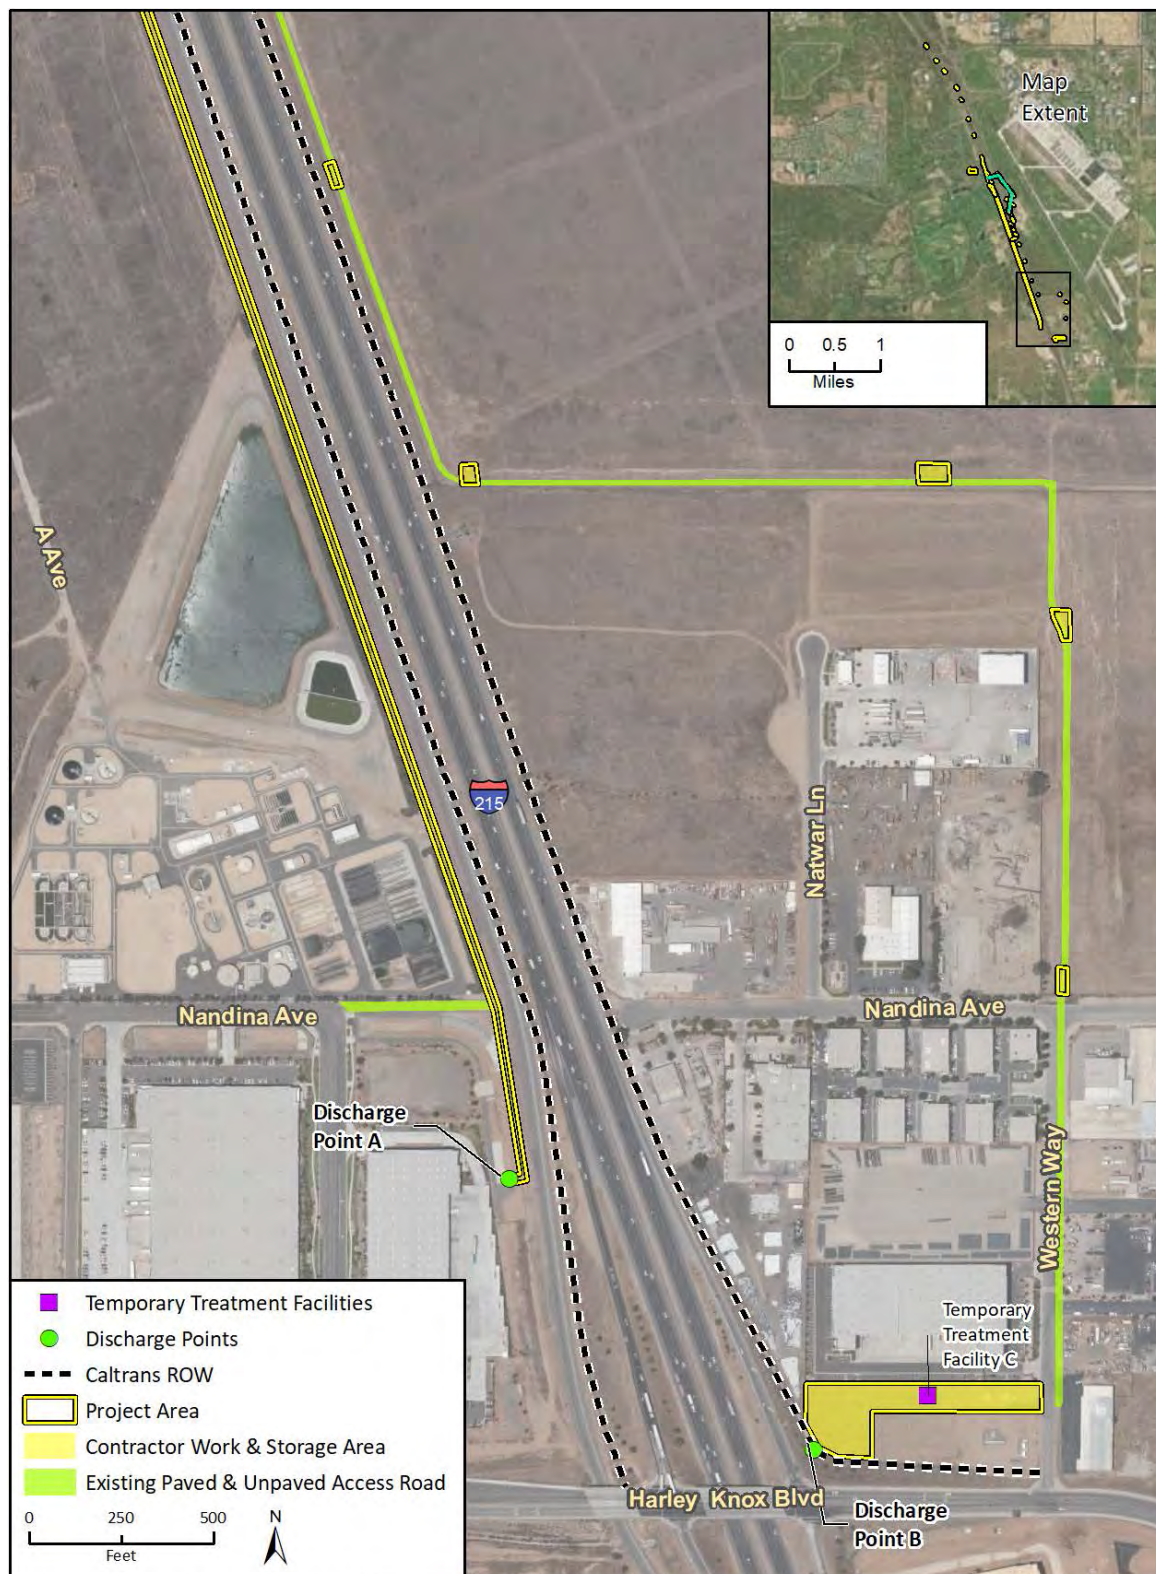 Map
Extent
0 0.5 1
Miles
A Ave
215
Natwar Ln
Nandina Ave
Nandina Ave
Discharge
Point A
Western Way
Temporary
Treatment
Facility C
Harley Knox Blvd
Discharge
Point B
Temporary Treatment Facilities
Discharge Points
Caltrans ROW
Project Area
Contractor Work & Storage Area
Existing Paved & Unpaved Access Road
0 250 500
Feet
N